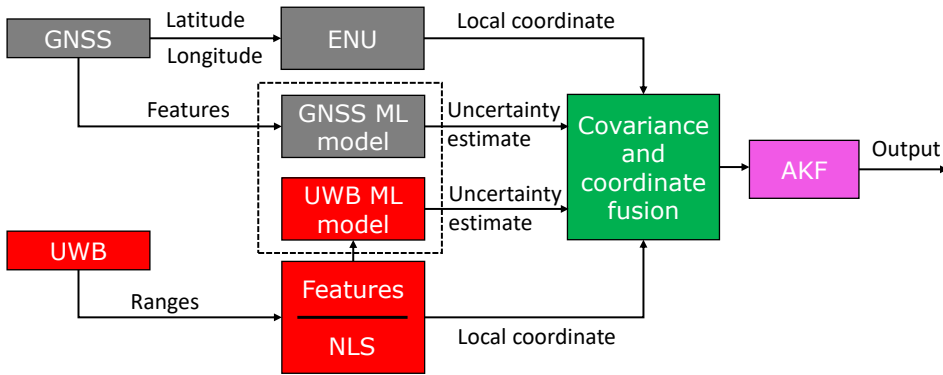 GNSS
Latitude
Longitude
ENU
Local coordinate
Features
GNSS ML
model
Uncertainty
estimate
Covariance
and
coordinate
fusion
AKF
Output
UWB ML
model
Uncertainty
estimate
UWB
Ranges
Features
NLS
Local coordinate